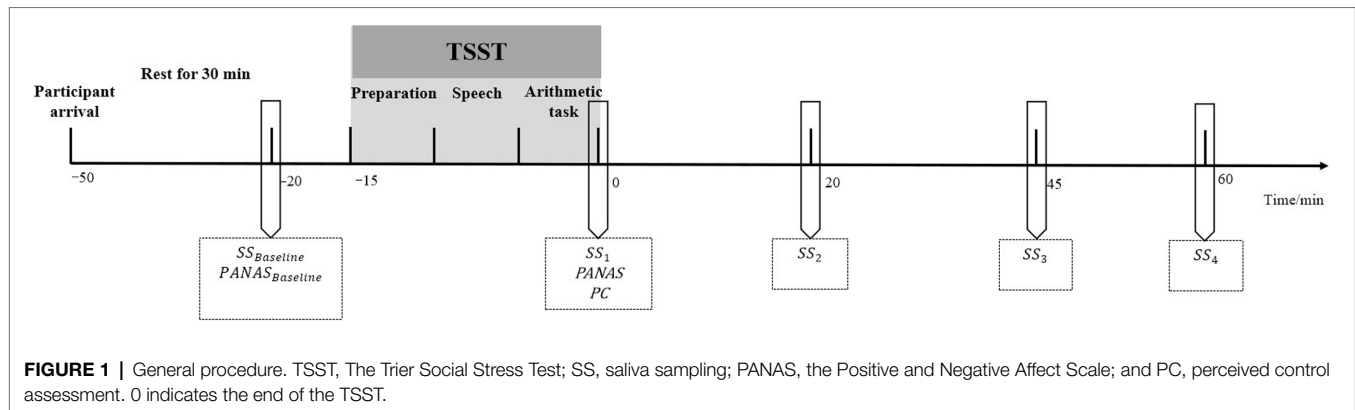 TSST
Rest for 30 min
Participant
arrival
Preparation
Speech
Arithmetic
task
−50
-20
−15
0
20
45
60
Time/min
SS_Baseline
PANAS_Baseline
SS_1
PANAS
PC
SS_2
SS_3
SS_4
FIGURE 1 | General procedure. TSST, The Trier Social Stress Test; SS, saliva sampling; PANAS, the Positive and Negative Affect Scale; and PC, perceived control
assessment. 0 indicates the end of the TSST.